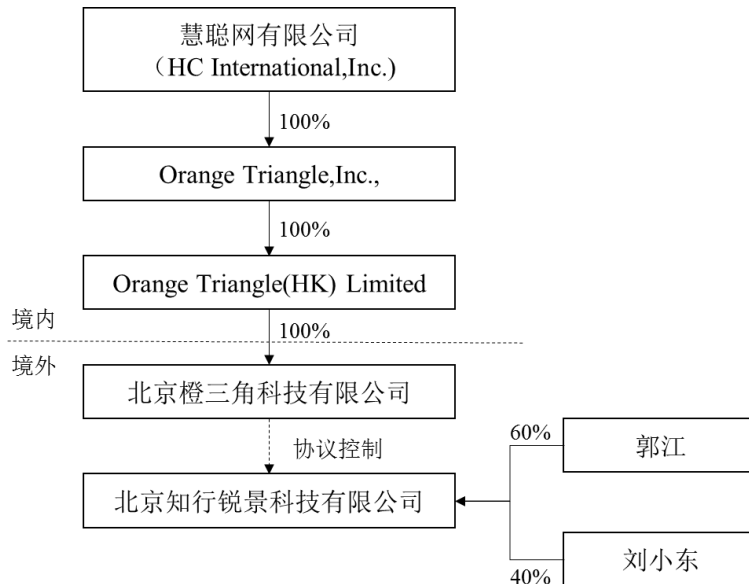 慧聪网有限公司
（HC International,Inc.)
100%
Orange Triangle,Inc.,
100%
Orange Triangle(HK) Limited
境内
100%
境外
北京橙三角科技有限公司
协议控制
60%
郭江
北京知行锐景科技有限公司
刘小东
40%